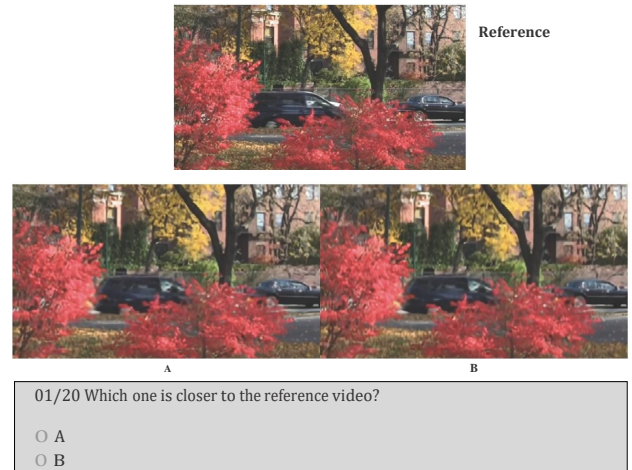 Reference
A
B
01/20 Which one is closer to the reference video?
O A
O B